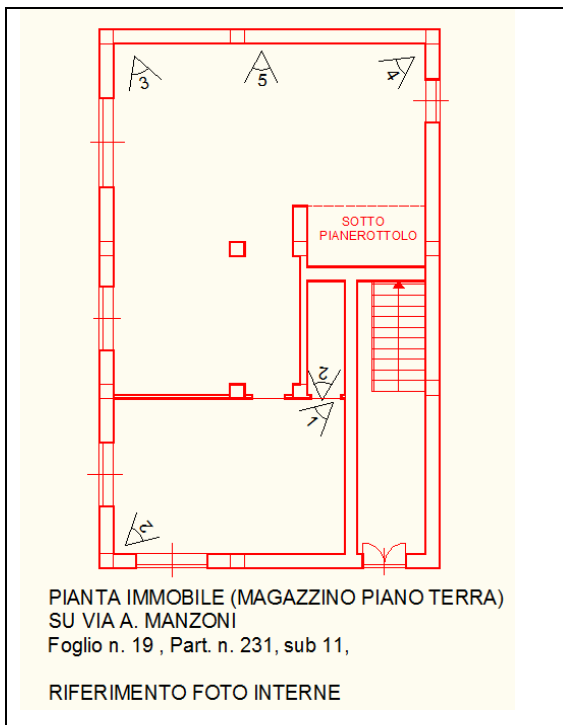 3
5
4
SOTTO
PIANEROTTOLO
2
1
2
PIANTA IMMOBILE (MAGAZZINO PIANO TERRA)
SU VIA A. MANZONI
Foglio n. 19 , Part. n. 231, sub 11,
RIFERIMENTO FOTO INTERNE